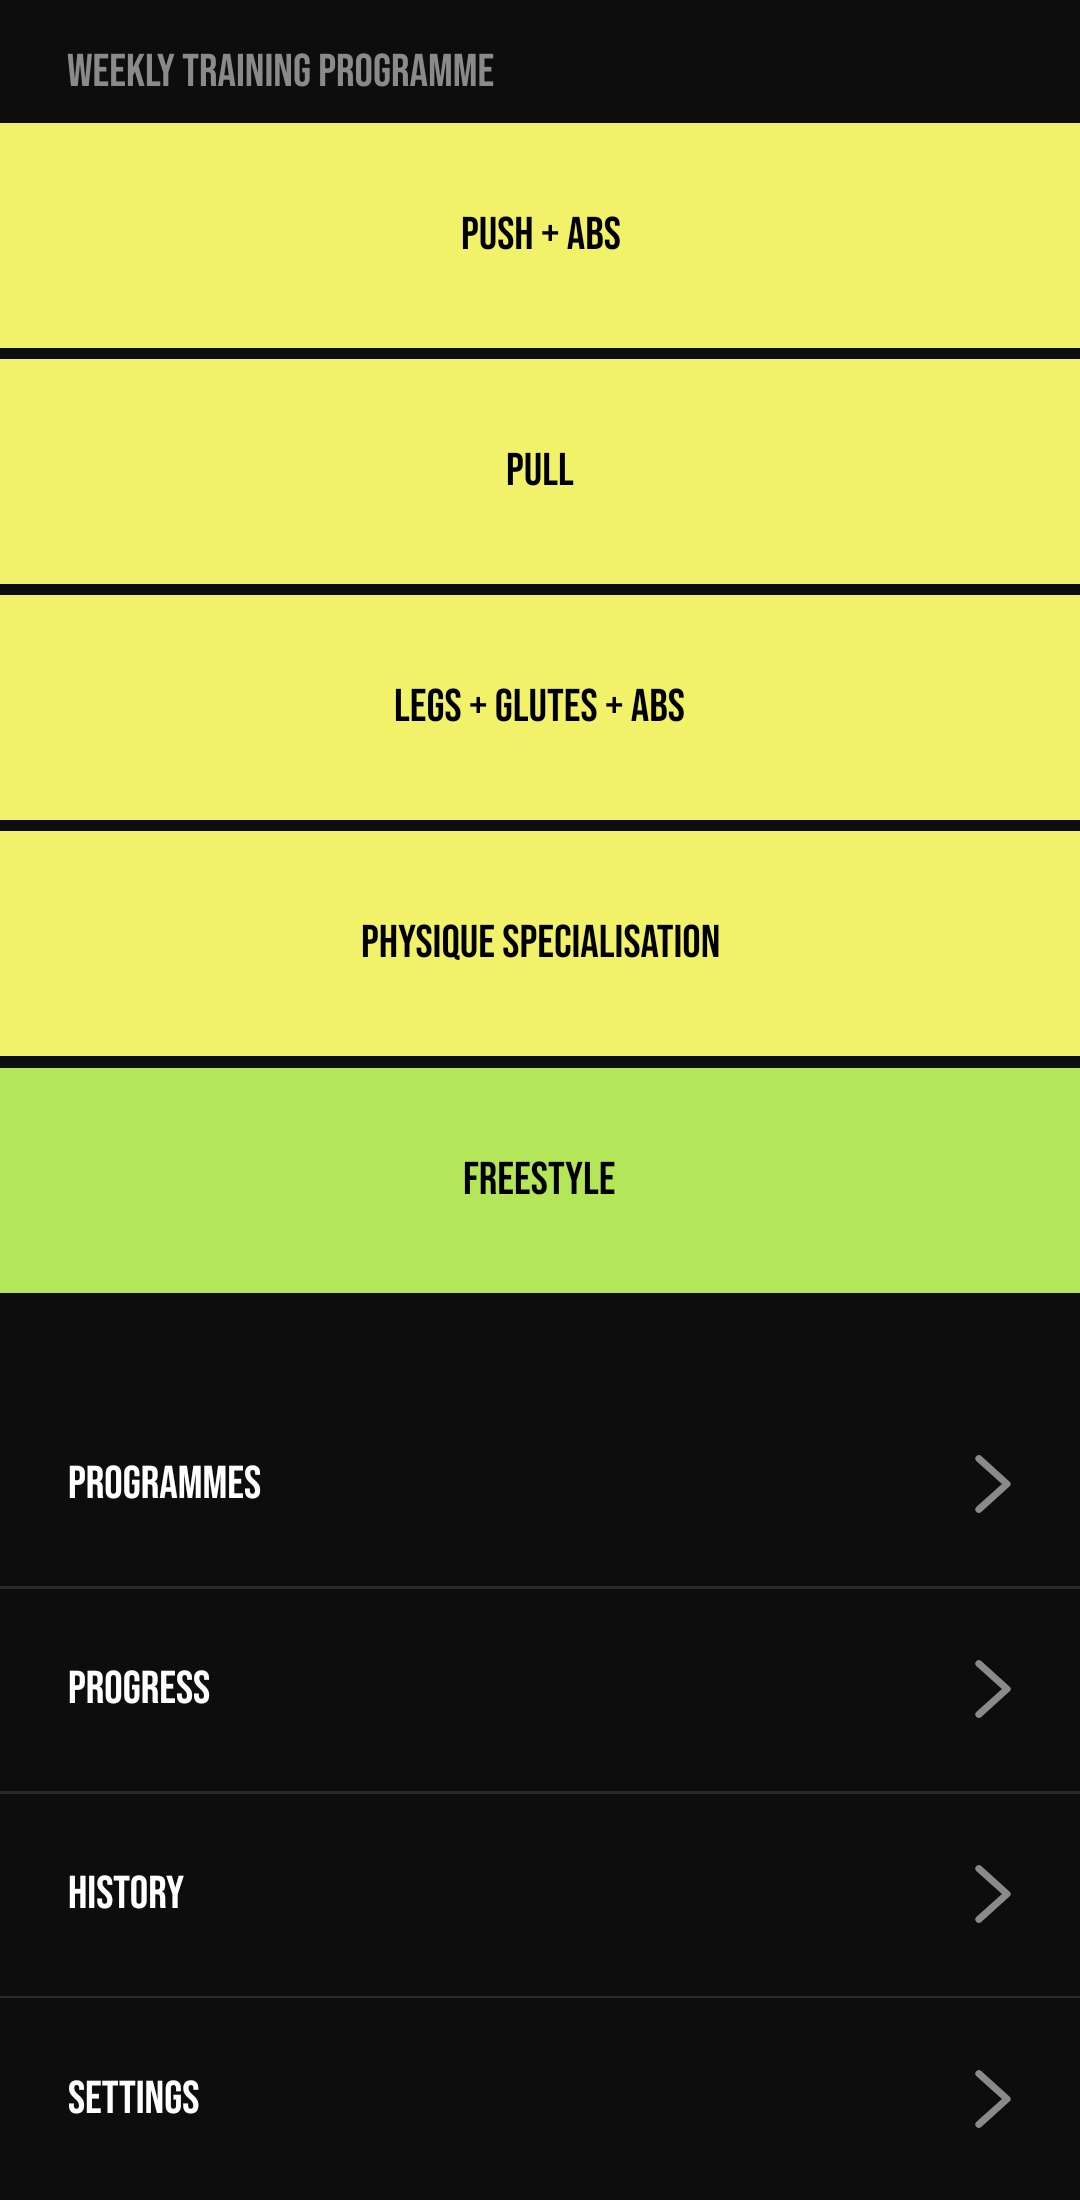 WEEKLY TRAINING PROGRAMME
PUSH + ABS
PULL
LEGS + GLUTES + ABS
PHYSIQUE SPECIALISATION
FREESTYLE
PROGRAMMES
PROGRESS
HISTORY
SETTINGS